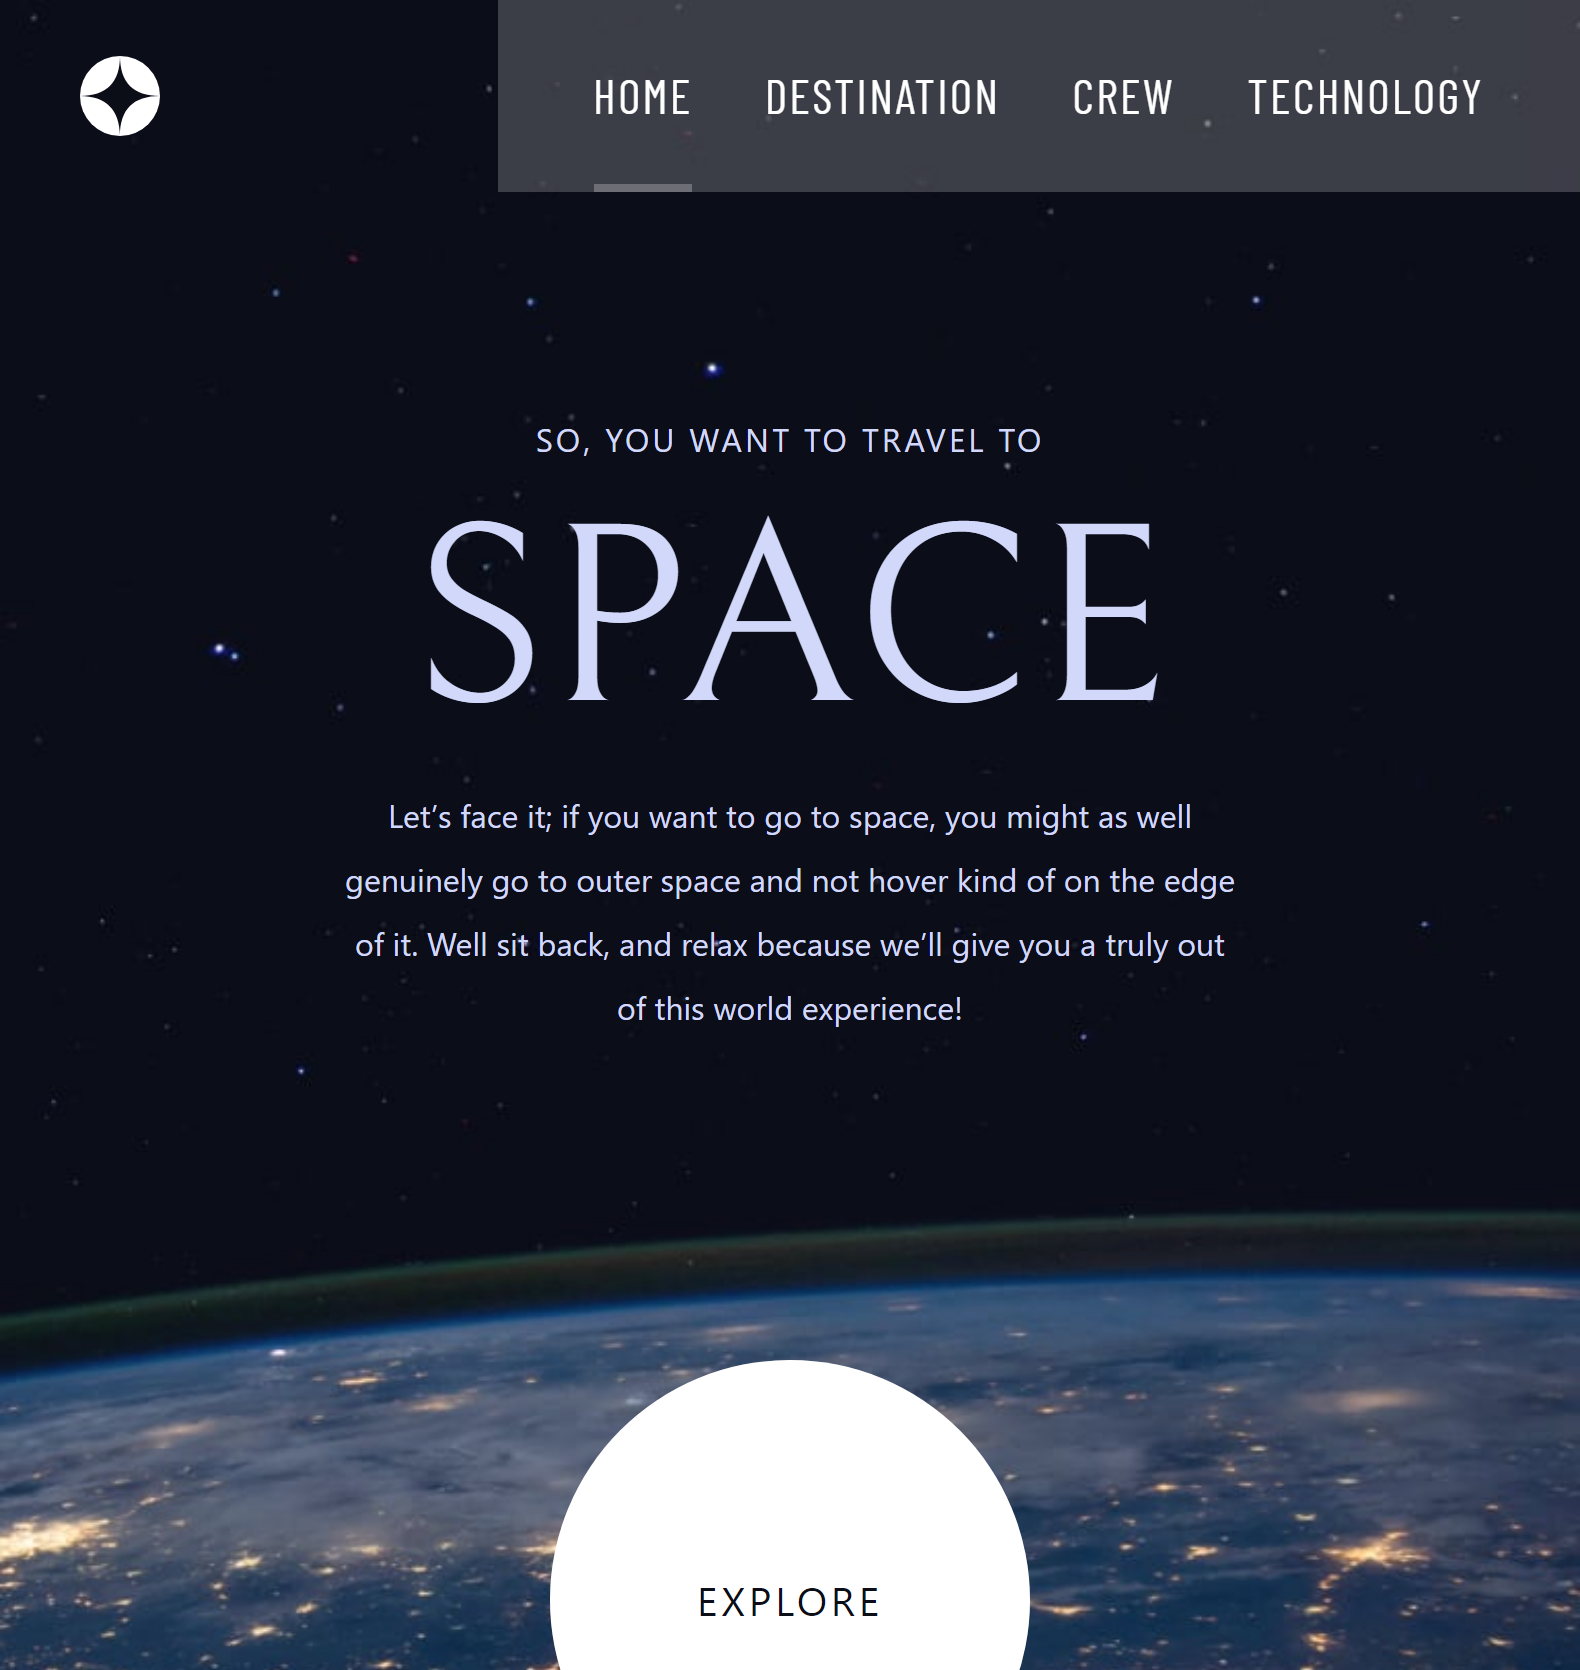 HOME DESTINATION CREW TECHNOLOGY
SO, YOU WANT TO TRAVEL TO
SPACE
Let’s face it; if you want to go to space, you might as well
genuinely go to outer space and not hover kind of on the edge
of it. Well sit back, and relax because we’ll give you a truly out
of this world experience!
EXPLORE